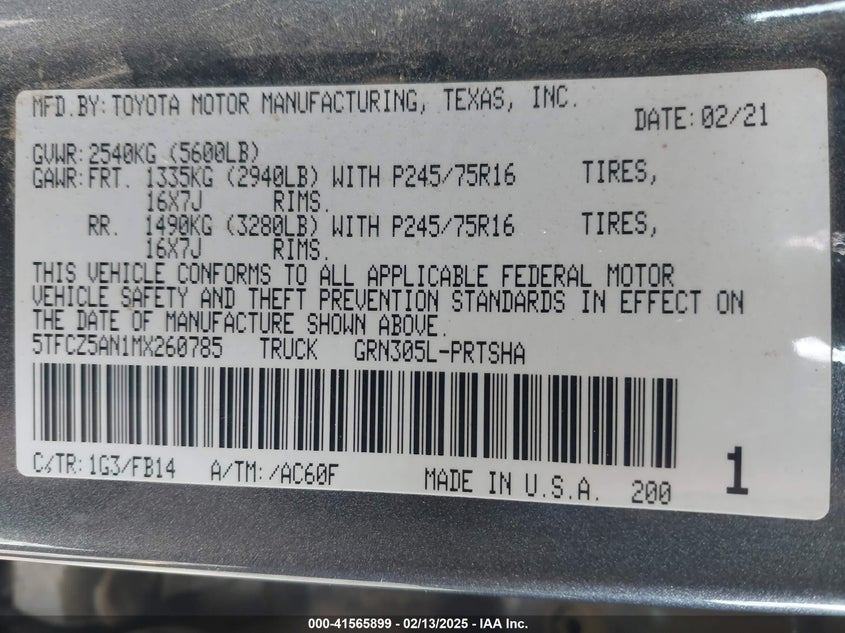 MFD.BY: TOYOTA MOTOR MANUFACTURING, TEXAS, INC.
DATE: 02/21
GVWR: 2540KG (5600LB)
GAWR: FRT. 1335KG (2940LB) WITH P245/75R16 TIRES,
16X7J RIMS.
RR. 1490KG (3280LB) WITH P245/75R16 TIRES,
16X7J RIMS.
THIS VEHICLE CONFORMS TO ALL APPLICABLE FEDERAL MOTOR
VEHICLE SAFETY AND THEFT PREVENTION STANDARDS IN EFFECT ON
THE DATE OF MANUFACTURE SHOWN ABOVE.
5TFCZ5AN1MX260785 TRUCK GRN305L-PRTSHA
C/TR: 1G3/FB14 A/TM: /AC60F MADE IN U.S.A. 200 1
000-41565899 / 02/13/2025 - IAA Inc.